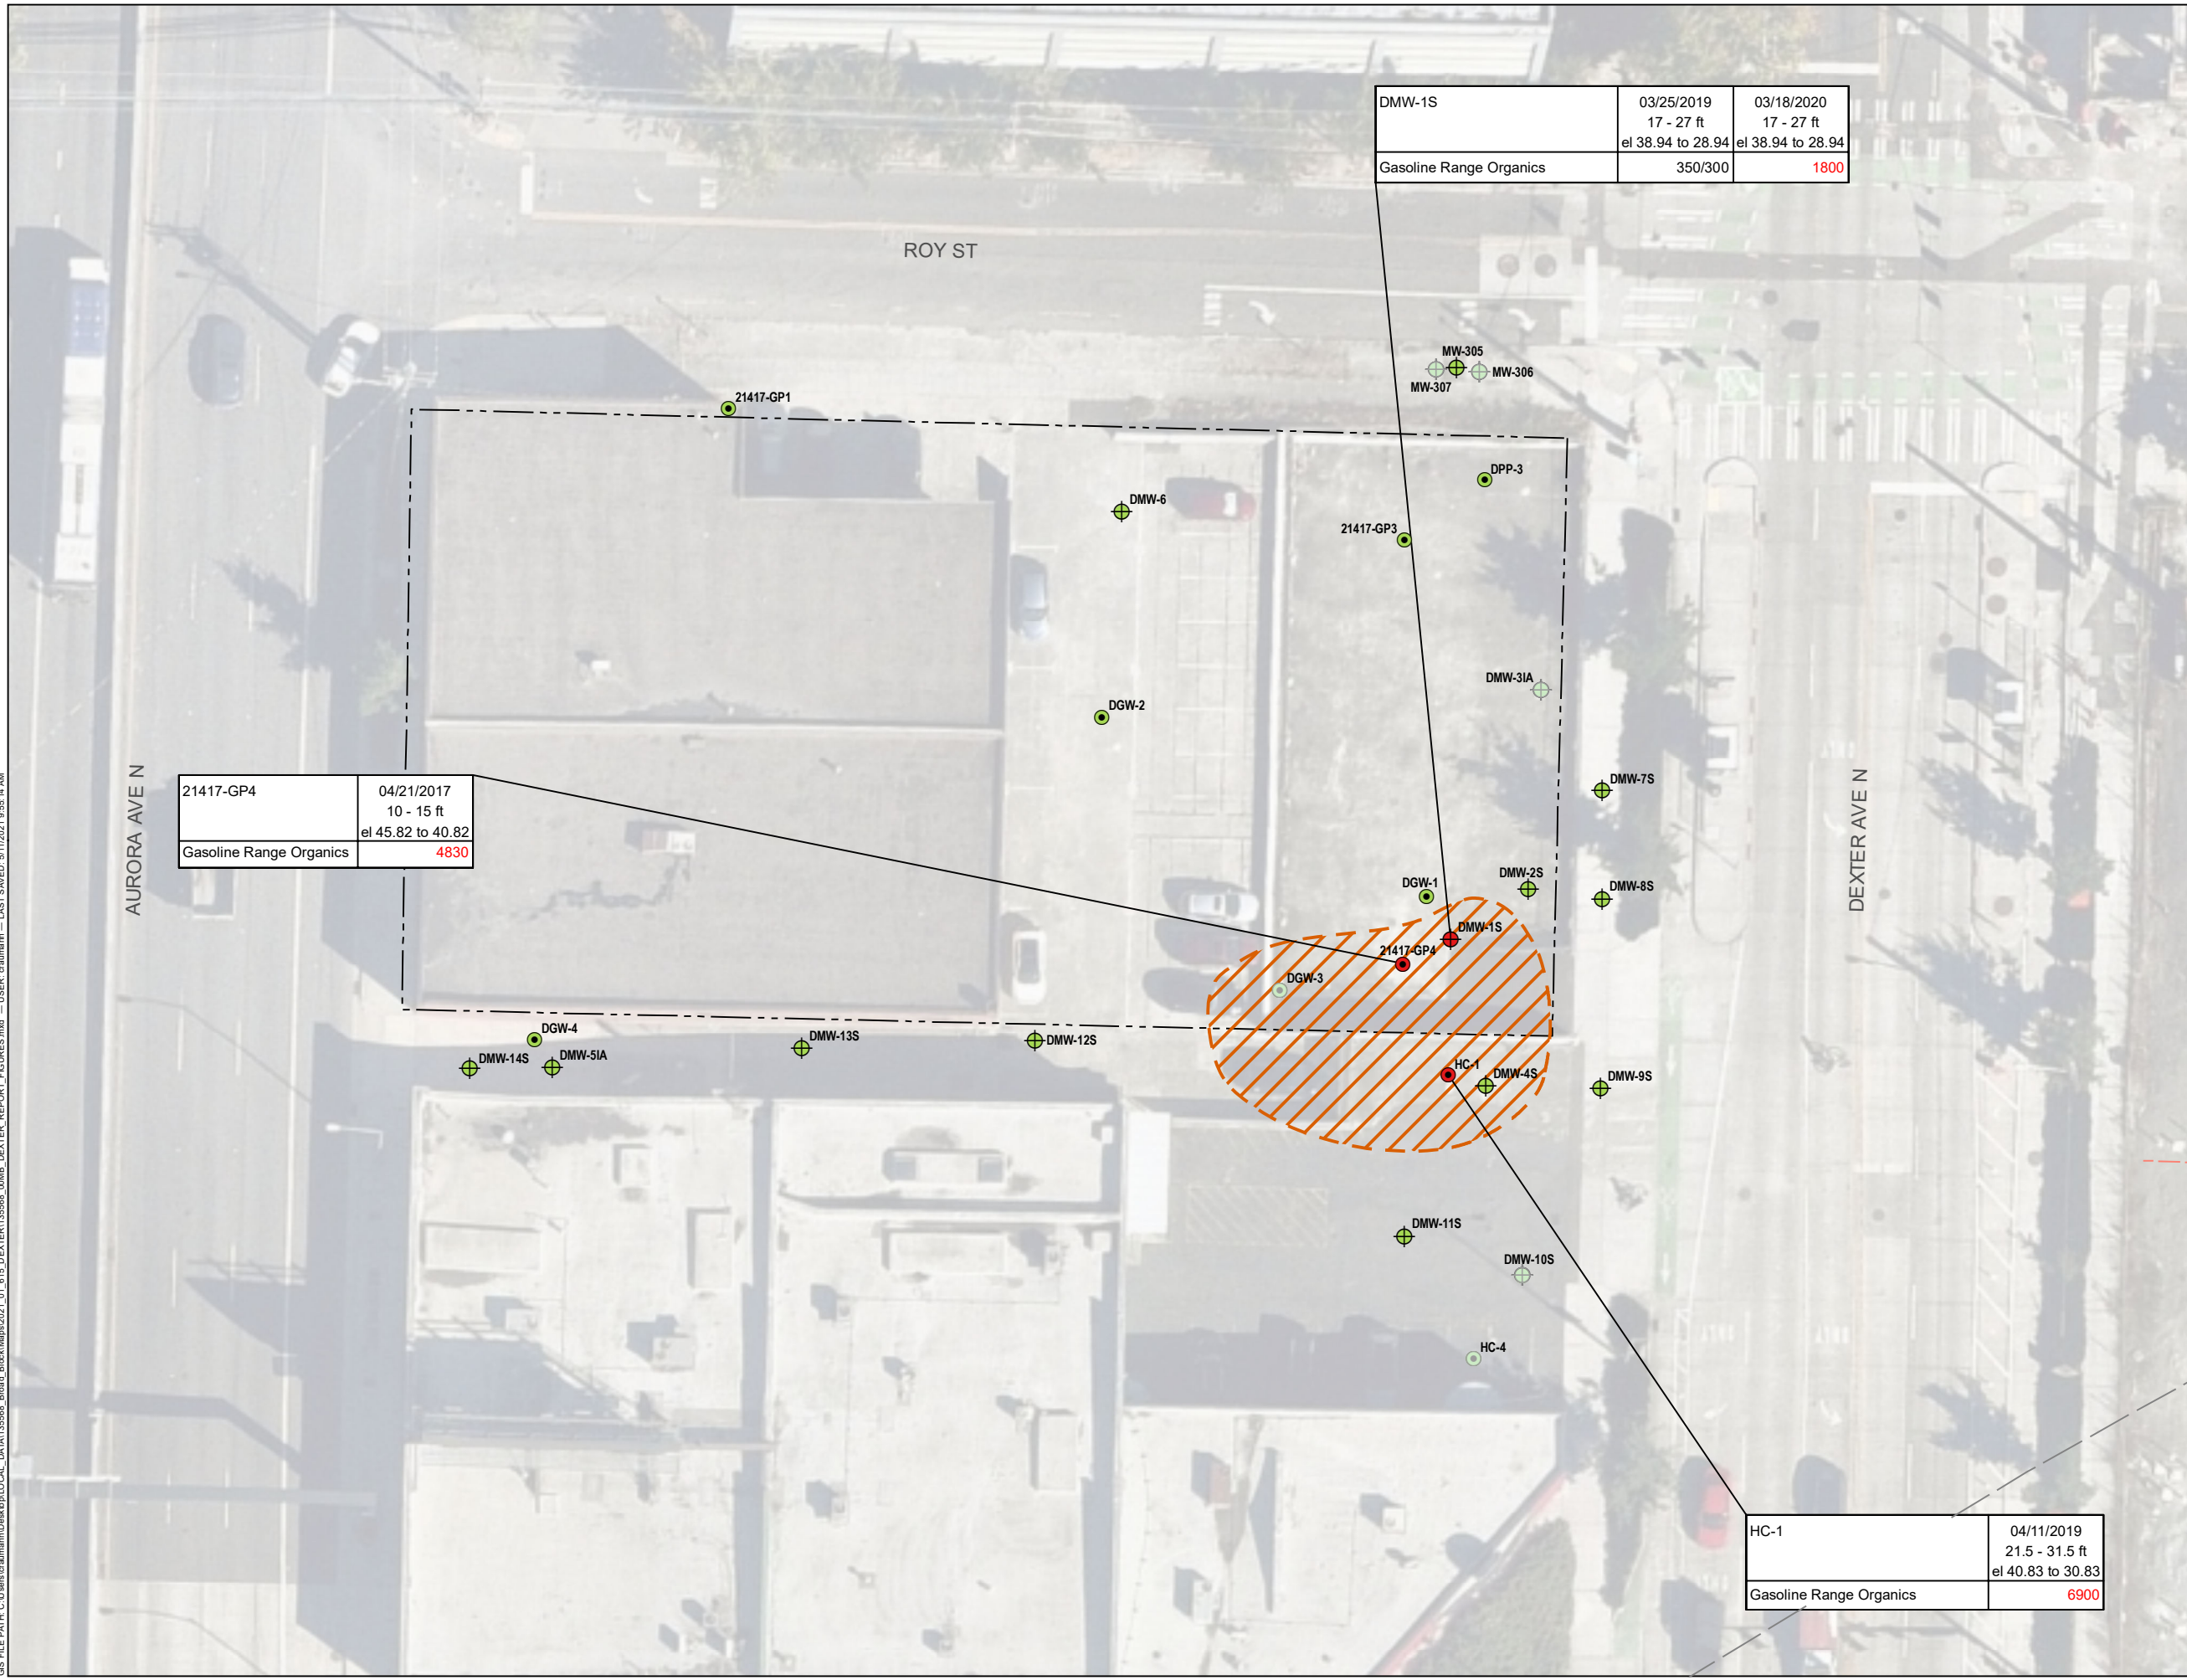 DMW-1S 03/25/2019 03/18/2020
17 - 27 ft 17 - 27 ft
el 38.94 to 28.94 el 38.94 to 28.94
Gasoline Range Organics 350/300 1800
ROY ST
MW-305
MW-306
MW-307
21417-GP1
DPP-3
DMW-6
21417-GP3
DMW-3IA
DGW-2
DMW-7S
AURORA AVE N
DEXTER AVE N
21417-GP4 04/21/2017
10 - 15 ft
el 45.82 to 40.82
Gasoline Range Organics 4830
DGW-1
DMW-2S
DMW-8S
DMW-1S
21417-GP4
DGW-3
DGW-4
DMW-13S
DMW-12S
DMW-14S
DMW-5IA
HC-1
DMW-4S
DMW-9S
DMW-11S
DMW-10S
HC-4
HC-1 04/11/2019
21.5 - 31.5 ft
el 40.83 to 30.83
Gasoline Range Organics 6900